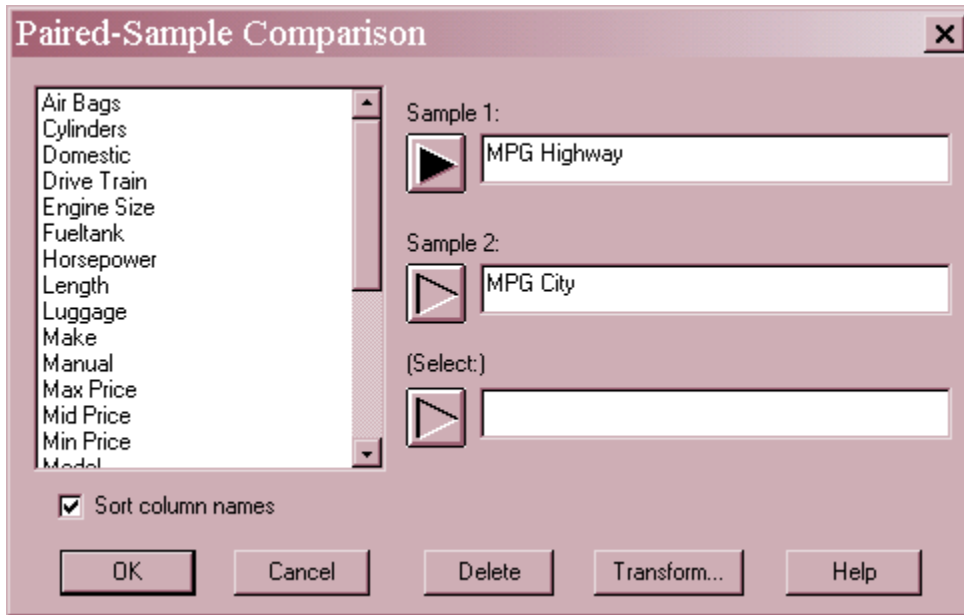 Paired-Sample Comparison
Air Bags
Cylinders
Domestic
Drive Train
Engine Size
Fueltank
Horsepower
Length
Luggage
Make
Manual
Max Price
Mid Price
Min Price
Model
Sample 1:
MPG Highway
Sample 2:
MPG City
(Select:)
Sort column names
OK Cancel Delete Transform... Help